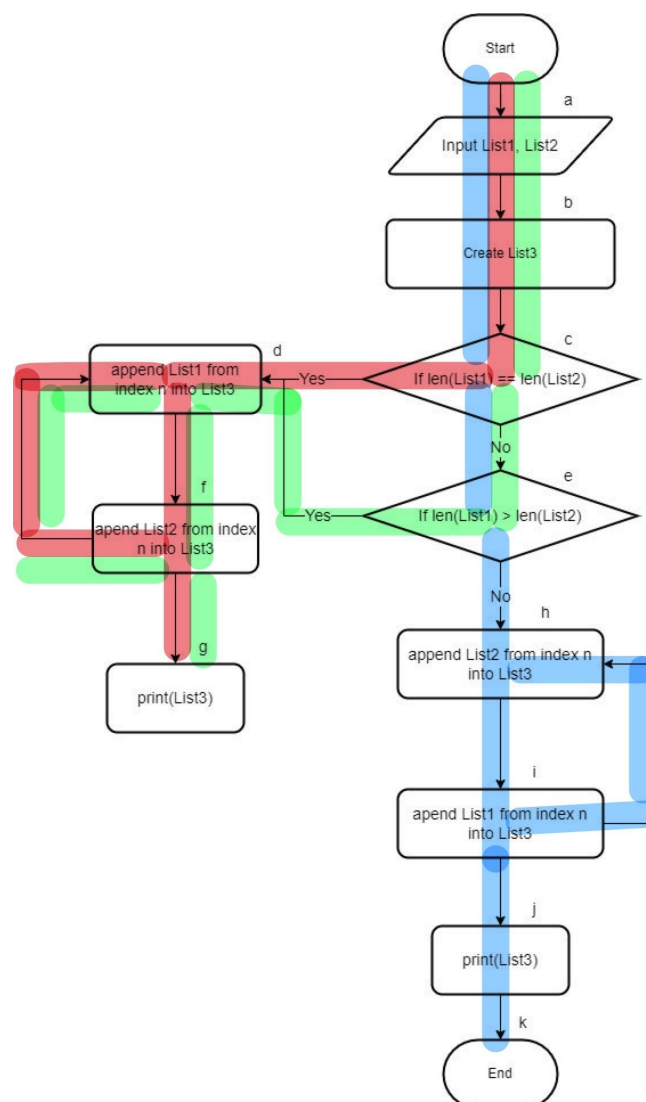 Start
a
Input List1, List2
b
Create List3
c
If len(List1) == len(List2)
Yes
No
d
append List1 from
index n into List3
e
If len(List1) > len(List2)
Yes
No
f
apend List2 from index
n into List3
g
print(List3)
h
append List2 from index n
into List3
i
apend List1 from index n
into List3
j
print(List3)
k
End